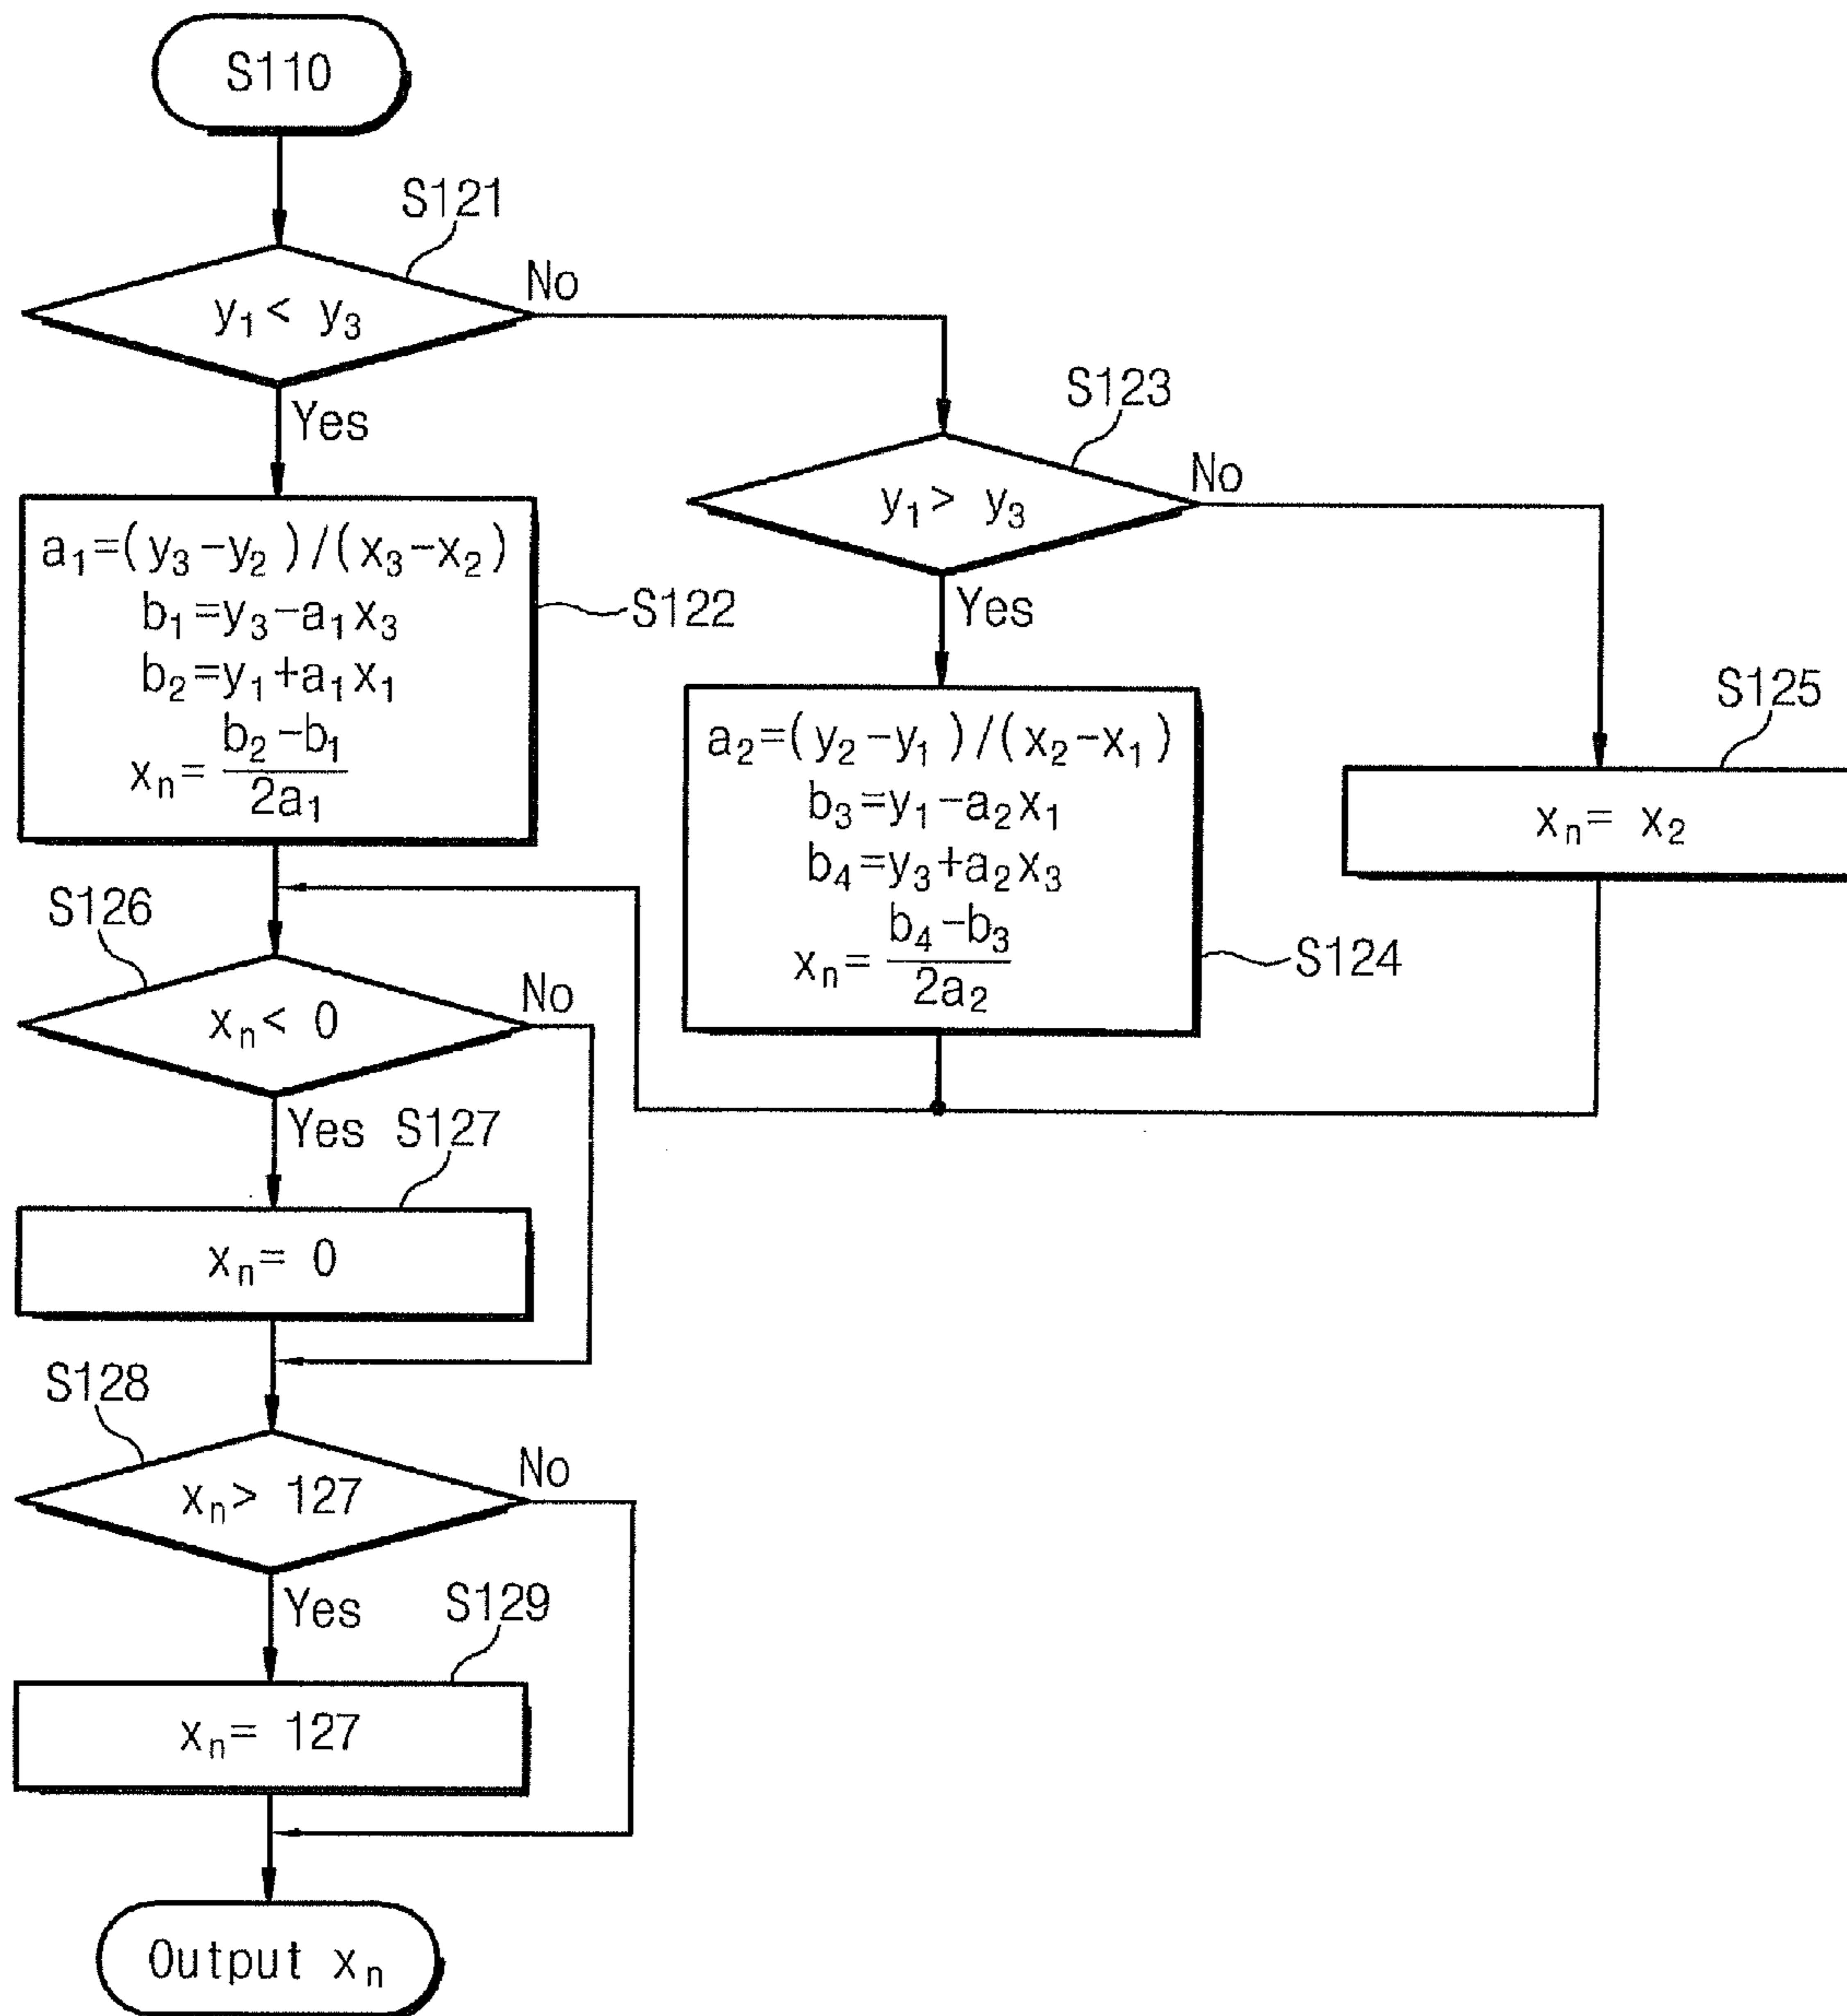 S110
S121
y₁< y₃
No
Yes
S123
y₁> y₃
No
Yes
a₁=(y₃-y₂)/(x₃-x₂)
b₁=y₃-a₁x₃
b₂=y₁+a₁x₁
xₙ= b₂-b₁
2a₁
S122
a₂=(y₂-y₁)/(x₂-x₁)
b₃=y₁-a₂x₁
b₄=y₃+a₂x₃
xₙ= b₄-b₃
2a₂
S124
S125
xₙ= x₂
S126
xₙ< 0
No
Yes
S127
xₙ= 0
S128
xₙ> 127
No
Yes
S129
xₙ= 127
Output xₙ